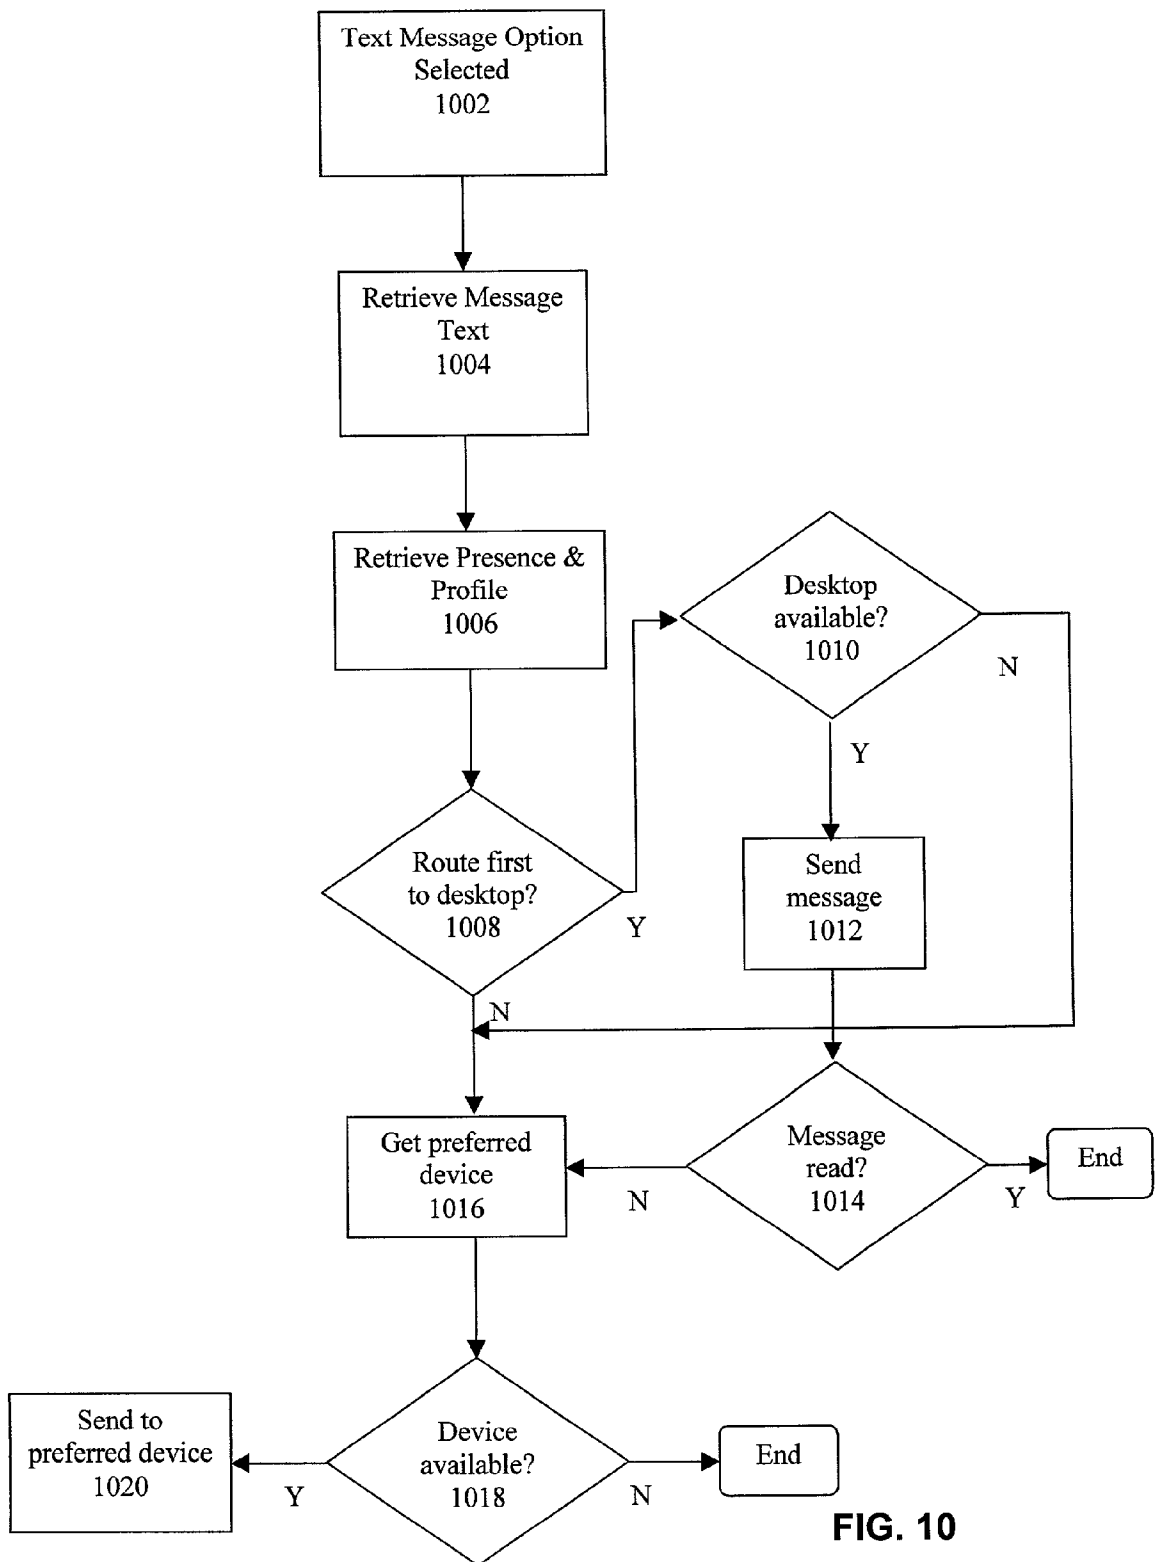 Text Message Option
Selected
1002
Retrieve Message
Text
1004
Retrieve Presence &
Profile
1006
Desktop
available?
1010
N
Y
Route first
to desktop?
1008
Y
N
Send
message
1012
Get preferred
device
1016
N
Message
read?
1014
Y
End
Send to
preferred device
1020
Y
Device
available?
1018
N
End
FIG. 10